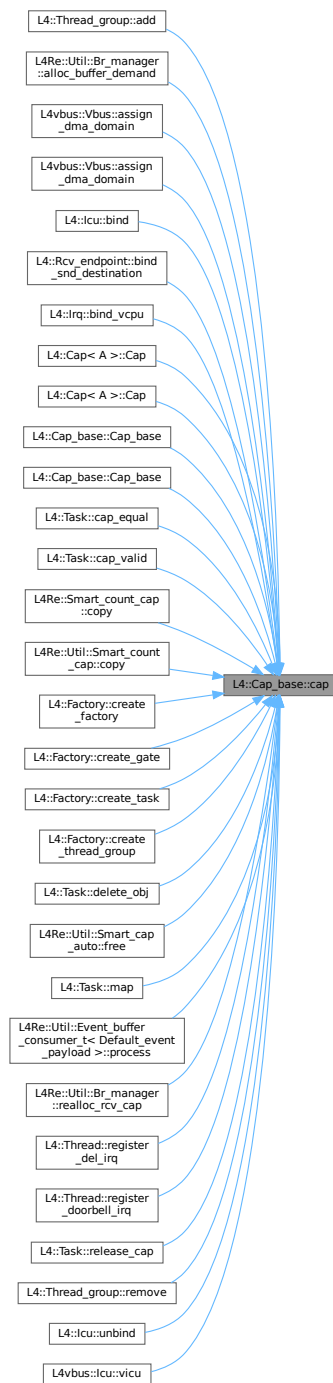 L4::Thread_group::add
L4Re::Util::Br_manager
::alloc_buffer_demand
L4vbus::Vbus::assign
_dma_domain
L4vbus::Vbus::assign
_dma_domain
L4::Icu::bind
L4::Rcv_endpoint::bind
_snd_destination
L4::Irq::bind_vcpu
L4::Cap< A >::Cap
L4::Cap< A >::Cap
L4::Cap_base::Cap_base
L4::Cap_base::Cap_base
L4::Task::cap_equal
L4::Task::cap_valid
L4Re::Smart_count_cap
::copy
L4Re::Util::Smart_count
_cap::copy
L4::Cap_base::cap
L4::Factory::create
_factory
L4::Factory::create_gate
L4::Factory::create_task
L4::Factory::create
_thread_group
L4::Task::delete_obj
L4Re::Util::Smart_cap
_auto::free
L4::Task::map
L4Re::Util::Event_buffer
_consumer_t< Default_event
_payload >::process
L4Re::Util::Br_manager
::realloc_rcv_cap
L4::Thread::register
_del_irq
L4::Thread::register
_doorbell_irq
L4::Task::release_cap
L4::Thread_group::remove
L4::Icu::unbind
L4vbus::Icu::vicu